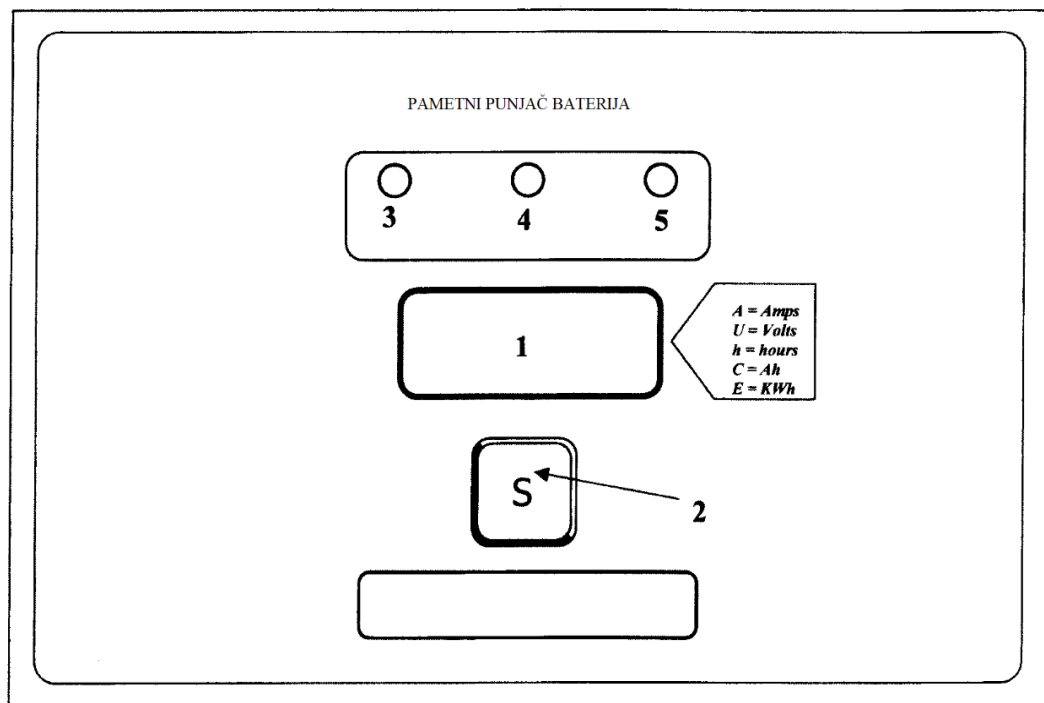 PAMETNI PUNJAČ BATERIJA
3 4 5
1
A = Amps
U = Volts
h = hours
C = Ah
E = KWh
S
2